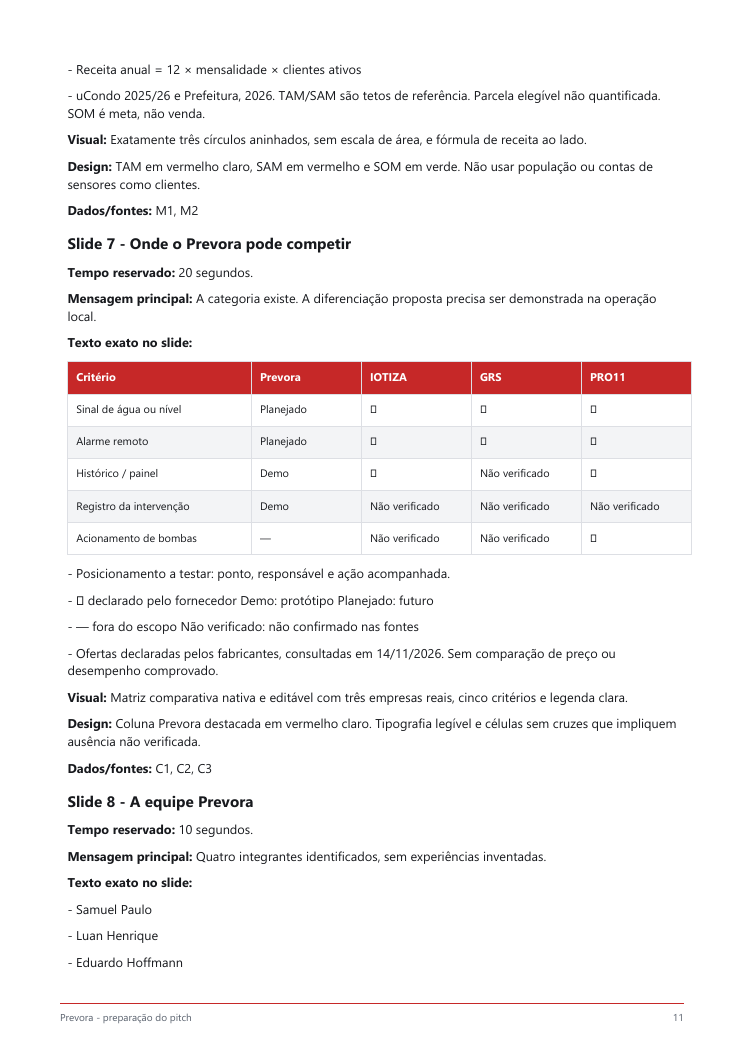 - Receita anual = 12 × mensalidade × clientes ativos
- uCondo 2025/26 e Prefeitura, 2026. TAM/SAM são tetos de referência. Parcela elegível não quantificada.
SOM é meta, não venda.
Visual: Exatamente três círculos aninhados, sem escala de área, e fórmula de receita ao lado.
Design: TAM em vermelho claro, SAM em vermelho e SOM em verde. Não usar população ou contas de
sensores como clientes.
Dados/fontes: M1, M2
Slide 7 - Onde o Prevora pode competir
Tempo reservado: 20 segundos.
Mensagem principal: A categoria existe. A diferenciação proposta precisa ser demonstrada na operação
local.
Texto exato no slide:
Critério Prevora IOTIZA GRS PRO11
Sinal de água ou nível Planejado ▯ ▯ ▯
Alarme remoto Planejado ▯ ▯ ▯
Histórico / painel Demo ▯ Não verificado ▯
Registro da intervenção Demo Não verificado Não verificado Não verificado
Acionamento de bombas — Não verificado Não verificado ▯
- Posicionamento a testar: ponto, responsável e ação acompanhada.
- ▯ declarado pelo fornecedor Demo: protótipo Planejado: futuro
- — fora do escopo Não verificado: não confirmado nas fontes
- Ofertas declaradas pelos fabricantes, consultadas em 14/11/2026. Sem comparação de preço ou
desempenho comprovado.
Visual: Matriz comparativa nativa e editável com três empresas reais, cinco critérios e legenda clara.
Design: Coluna Prevora destacada em vermelho claro. Tipografia legível e células sem cruzes que impliquem
ausência não verificada.
Dados/fontes: C1, C2, C3
Slide 8 - A equipe Prevora
Tempo reservado: 10 segundos.
Mensagem principal: Quatro integrantes identificados, sem experiências inventadas.
Texto exato no slide:
- Samuel Paulo
- Luan Henrique
- Eduardo Hoffmann
Prevora - preparação do pitch 11